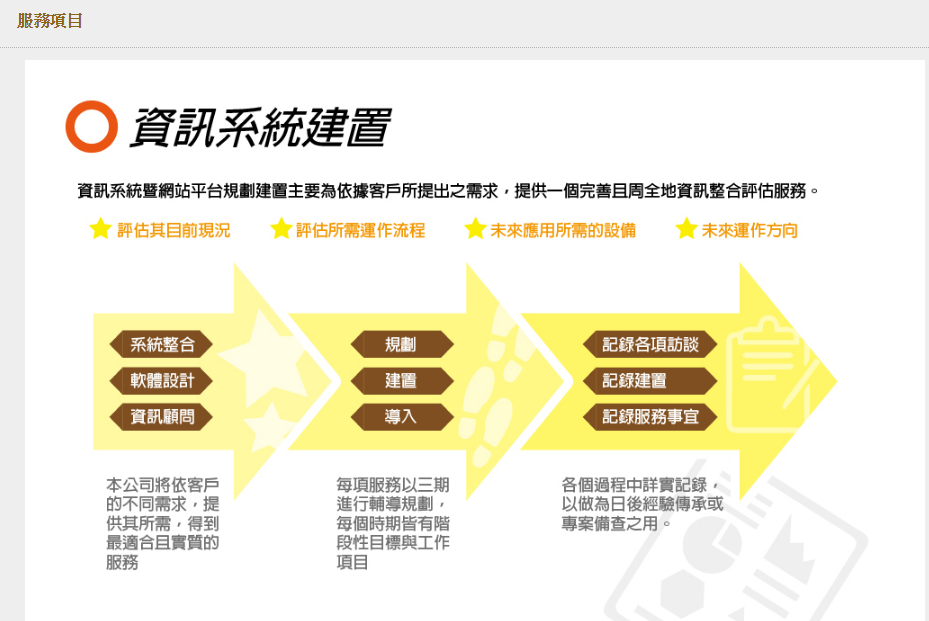 服務項目
資訊系統建置
資訊系統暨網站平台規劃建置主要為依據客戶所提出之需求，提供一個完善且周全地資訊整合評估服務。
評估其目前現況 評估所需運作流程 未來應用所需的設備 未來運作方向
系統整合
軟體設計
資訊顧問
本公司將依客戶
的不同需求，提
供其所需，得到
最適合且實質的
服務
規劃
建置
導入
每項服務以三期
進行輔導規劃，
每個時期皆有階
段性目標與工作
項目
記錄各項訪談
記錄建置
記錄服務事宜
各個過程中詳實記錄，
以做為日後經驗傳承或
專案備查之用。